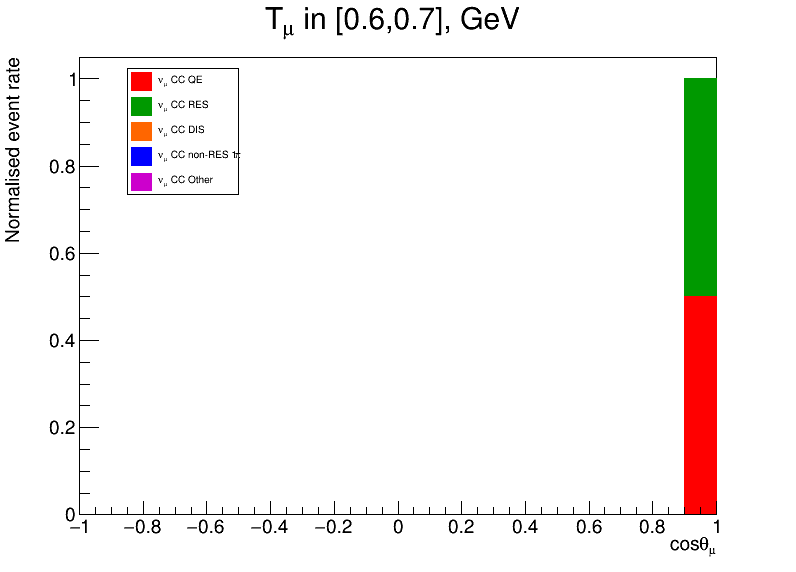 Tμ in [0.6,0.7], GeV
Normalised event rate
νμ CC QE
νμ CC RES
νμ CC DIS
νμ CC non-RES 1π
νμ CC Other
1
0.8
0.6
0.4
0.2
0
−1 −0.8 −0.6 −0.4 −0.2 0 0.2 0.4 0.6 0.8 1
cosθμ